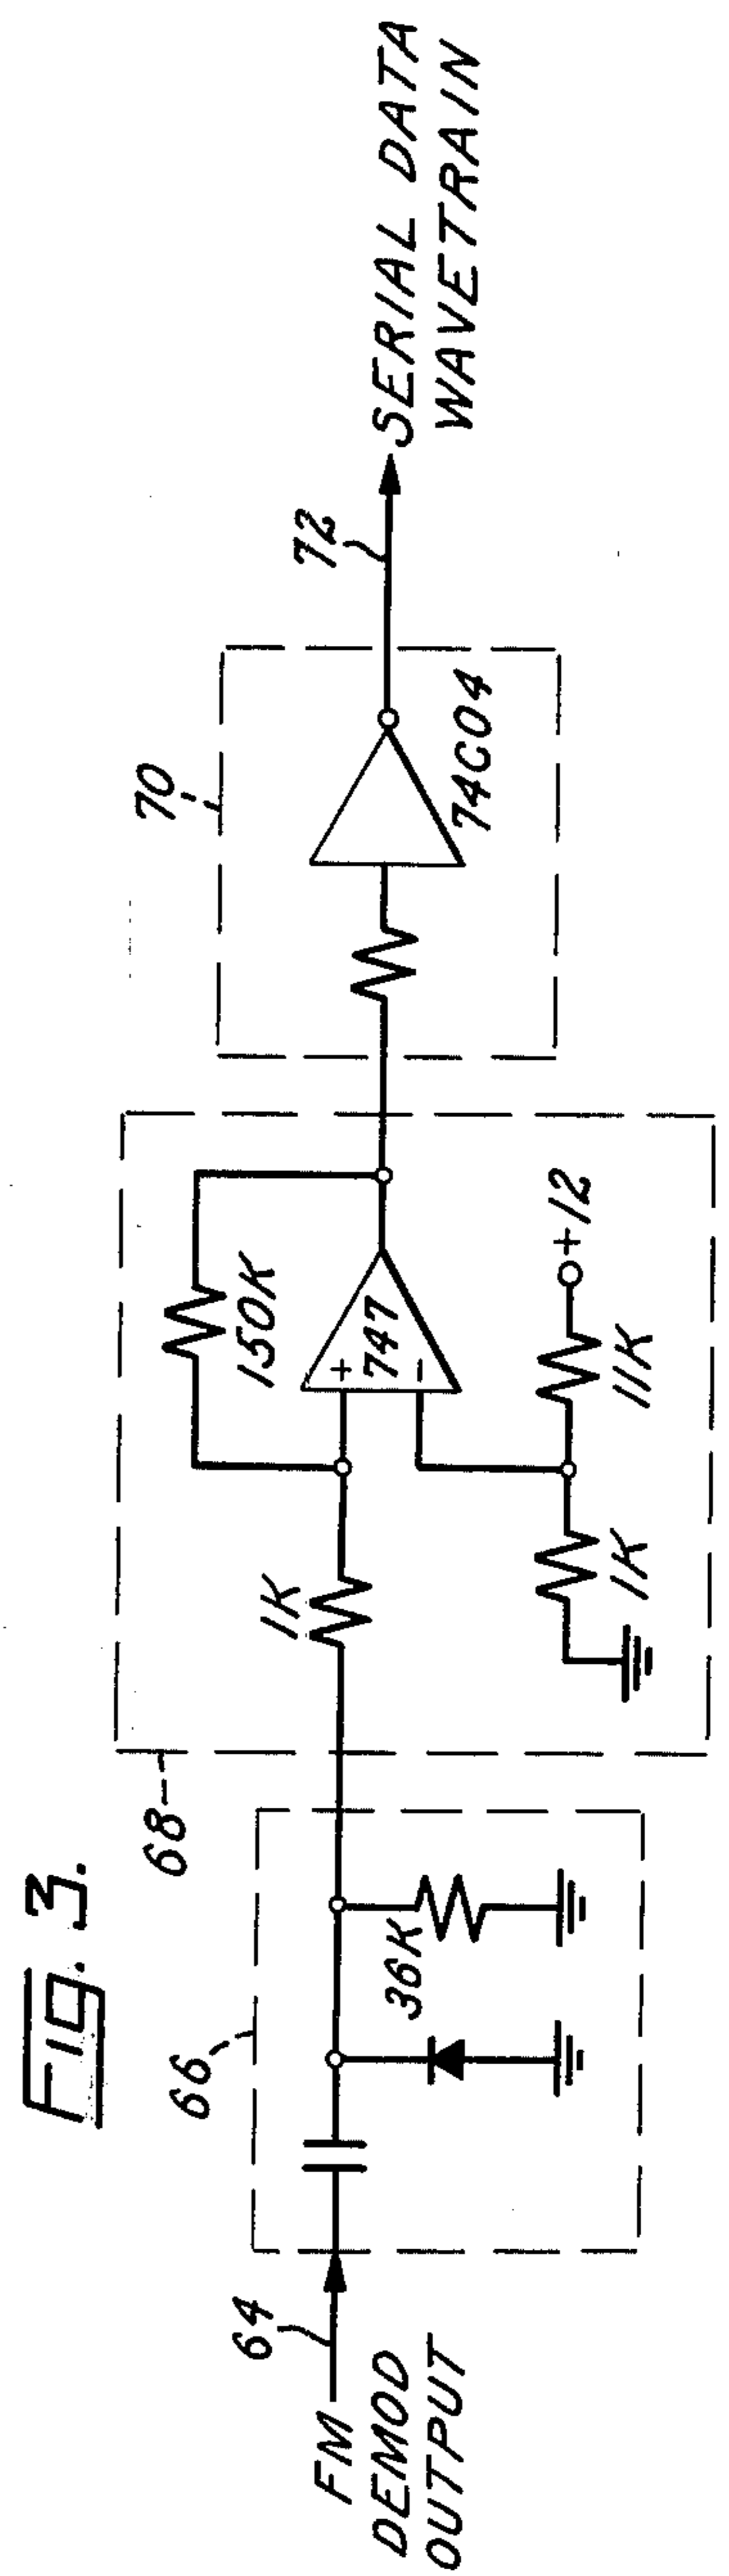 Fig. 3.
FM
DEMOD
OUTPUT
64
66
36K
68
1K
150K
+
747
-
1K
11K
+12
70
74C04
72
SERIAL DATA
WAVETRAIN